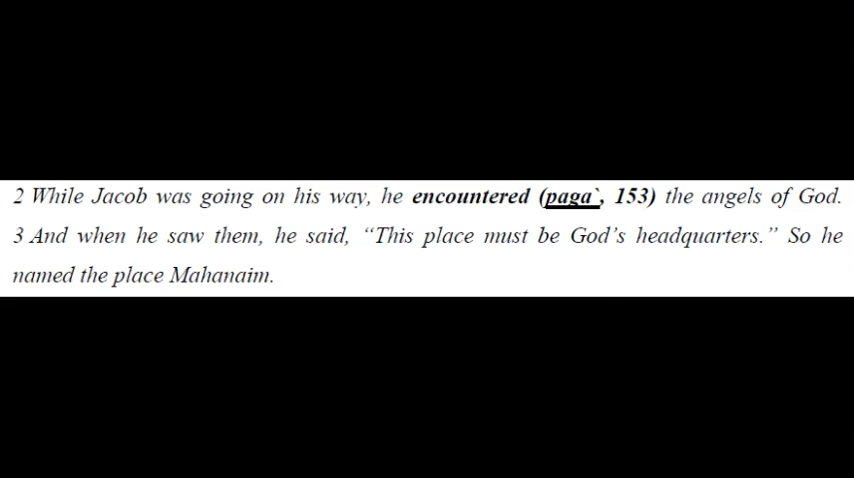 2 While Jacob was going on his way, he encountered (paga`, 153) the angels of God.
3 And when he saw them, he said, “This place must be God’s headquarters.” So he
named the place Mahanaim.